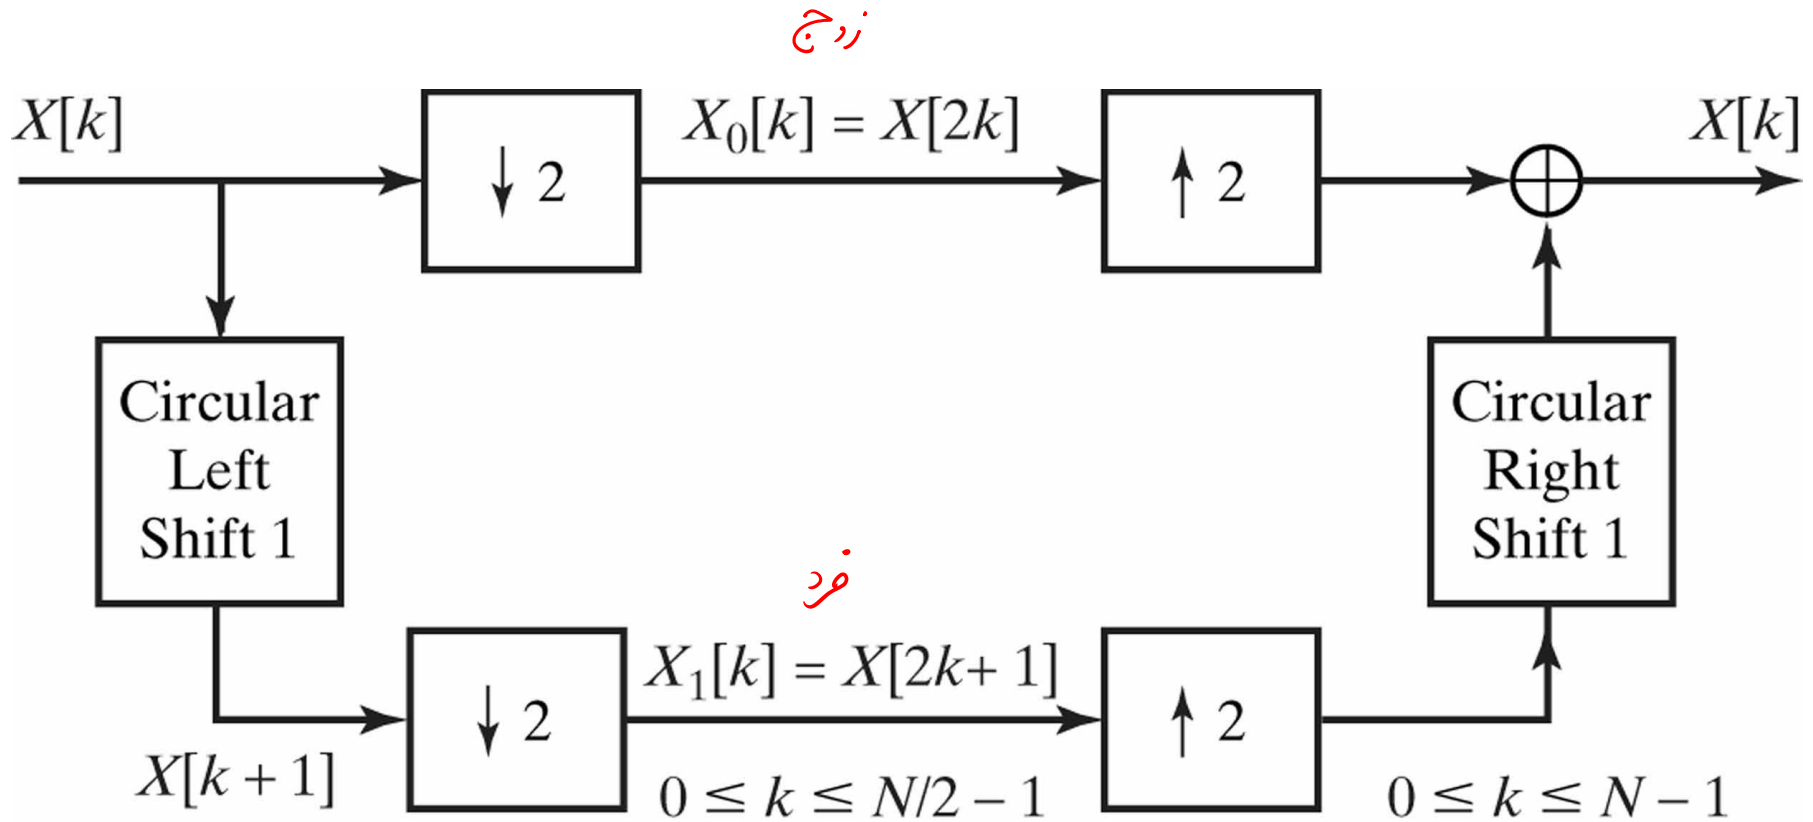 زوج
X[k]
↓ 2
X₀[k] = X[2k]
↑ 2
X[k]
Circular
Left
Shift 1
Circular
Right
Shift 1
فرد
X[k + 1]
↓ 2
X₁[k] = X[2k+ 1]
0 ≤ k ≤ N/2 − 1
↑ 2
0 ≤ k ≤ N − 1